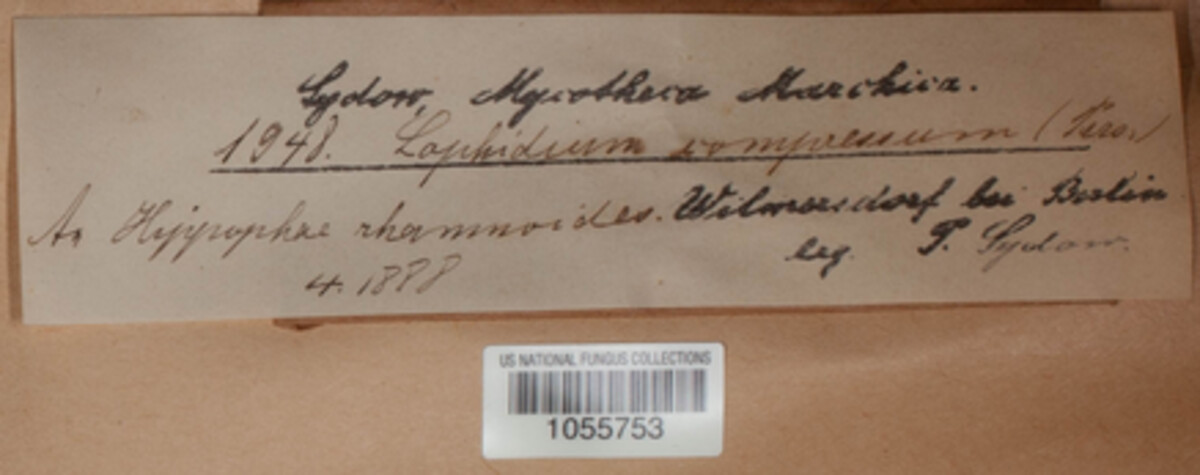 Sydow, Mycotheca Marchica.
1948. Lophidium compressum (Pers.)
An Hippophae rhamnoides. Wilmersdorf bei Berlin
4. 1888 leg. P. Sydow.
US NATIONAL FUNGUS COLLECTIONS
1055753